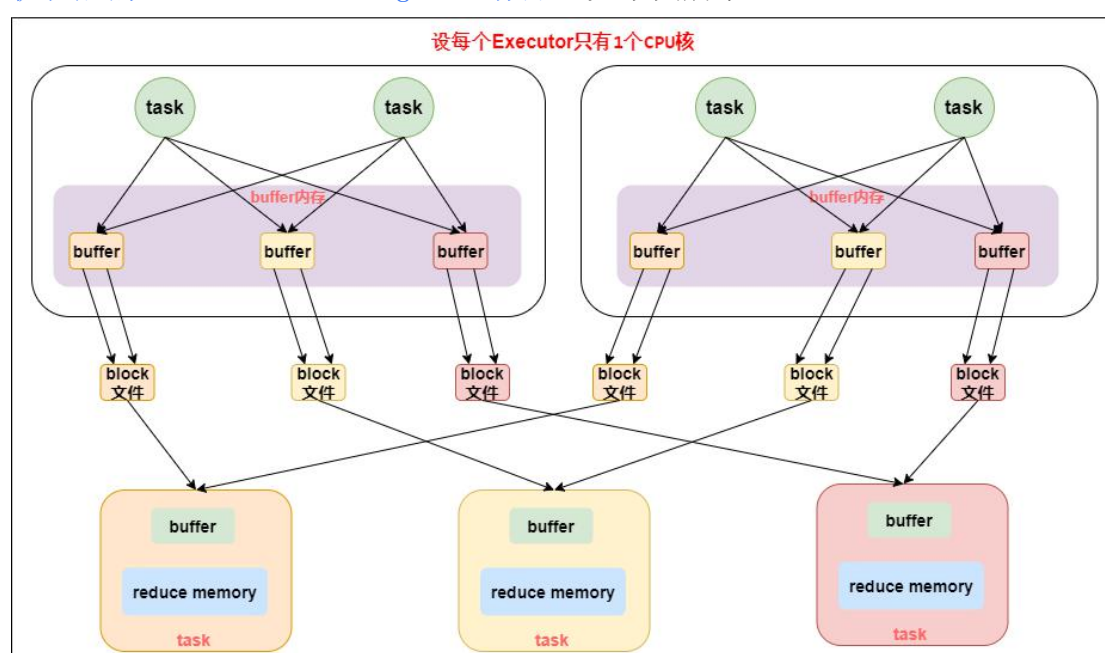 设每个Executor只有1个CPU核
task
task
task
task
buffer内存
buffer内存
buffer
buffer
buffer
buffer
buffer
buffer
block
文件
block
文件
block
文件
block
文件
block
文件
block
文件
buffer
reduce memory
task
buffer
reduce memory
task
buffer
reduce memory
task